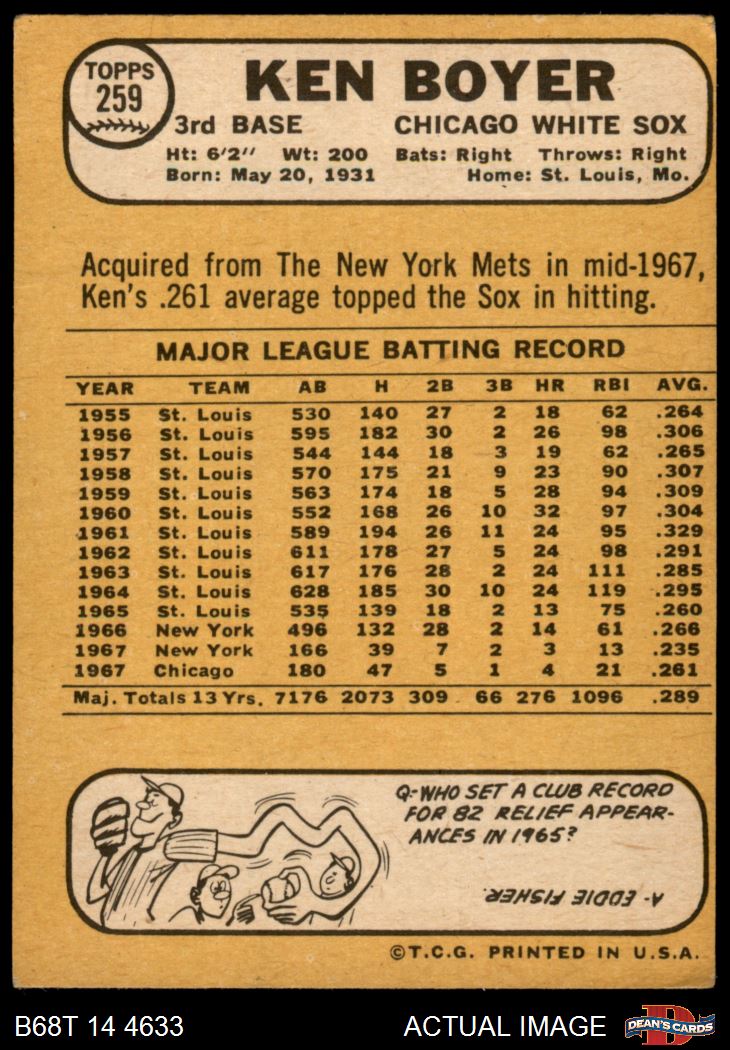 TOPPS
259
KEN BOYER
3rd BASE CHICAGO WHITE SOX
Ht: 6'2" Wt: 200 Bats: Right Throws: Right
Born: May 20, 1931 Home: St. Louis, Mo.
Acquired from The New York Mets in mid-1967,
Ken's .261 average topped the Sox in hitting.
MAJOR LEAGUE BATTING RECORD
YEAR TEAM AB H 2B 3B HR RBI AVG.
1955 St. Louis 530 140 27 2 18 62 .264
1956 St. Louis 595 182 30 2 26 98 .306
1957 St. Louis 544 144 18 3 19 62 .265
1958 St. Louis 570 175 21 9 23 90 .307
1959 St. Louis 563 174 18 5 28 94 .309
1960 St. Louis 552 168 26 10 32 97 .304
1961 St. Louis 589 194 26 11 24 95 .329
1962 St. Louis 611 178 27 5 24 98 .291
1963 St. Louis 617 176 28 2 24 111 .285
1964 St. Louis 628 185 30 10 24 119 .295
1965 St. Louis 535 139 18 2 13 75 .260
1966 New York 496 132 28 2 14 61 .266
1967 New York 166 39 7 2 3 13 .235
1967 Chicago 180 47 5 1 4 21 .261
Maj. Totals 13 Yrs. 7176 2073 309 66 276 1096 .289
Q-WHO SET A CLUB RECORD
FOR 82 RELIEF APPEAR-
ANCES IN 1965?
A- EDDIE FISHER.
©T.C.G. PRINTED IN U.S.A.
B68T 14 4633 ACTUAL IMAGE DEAN'S CARDS